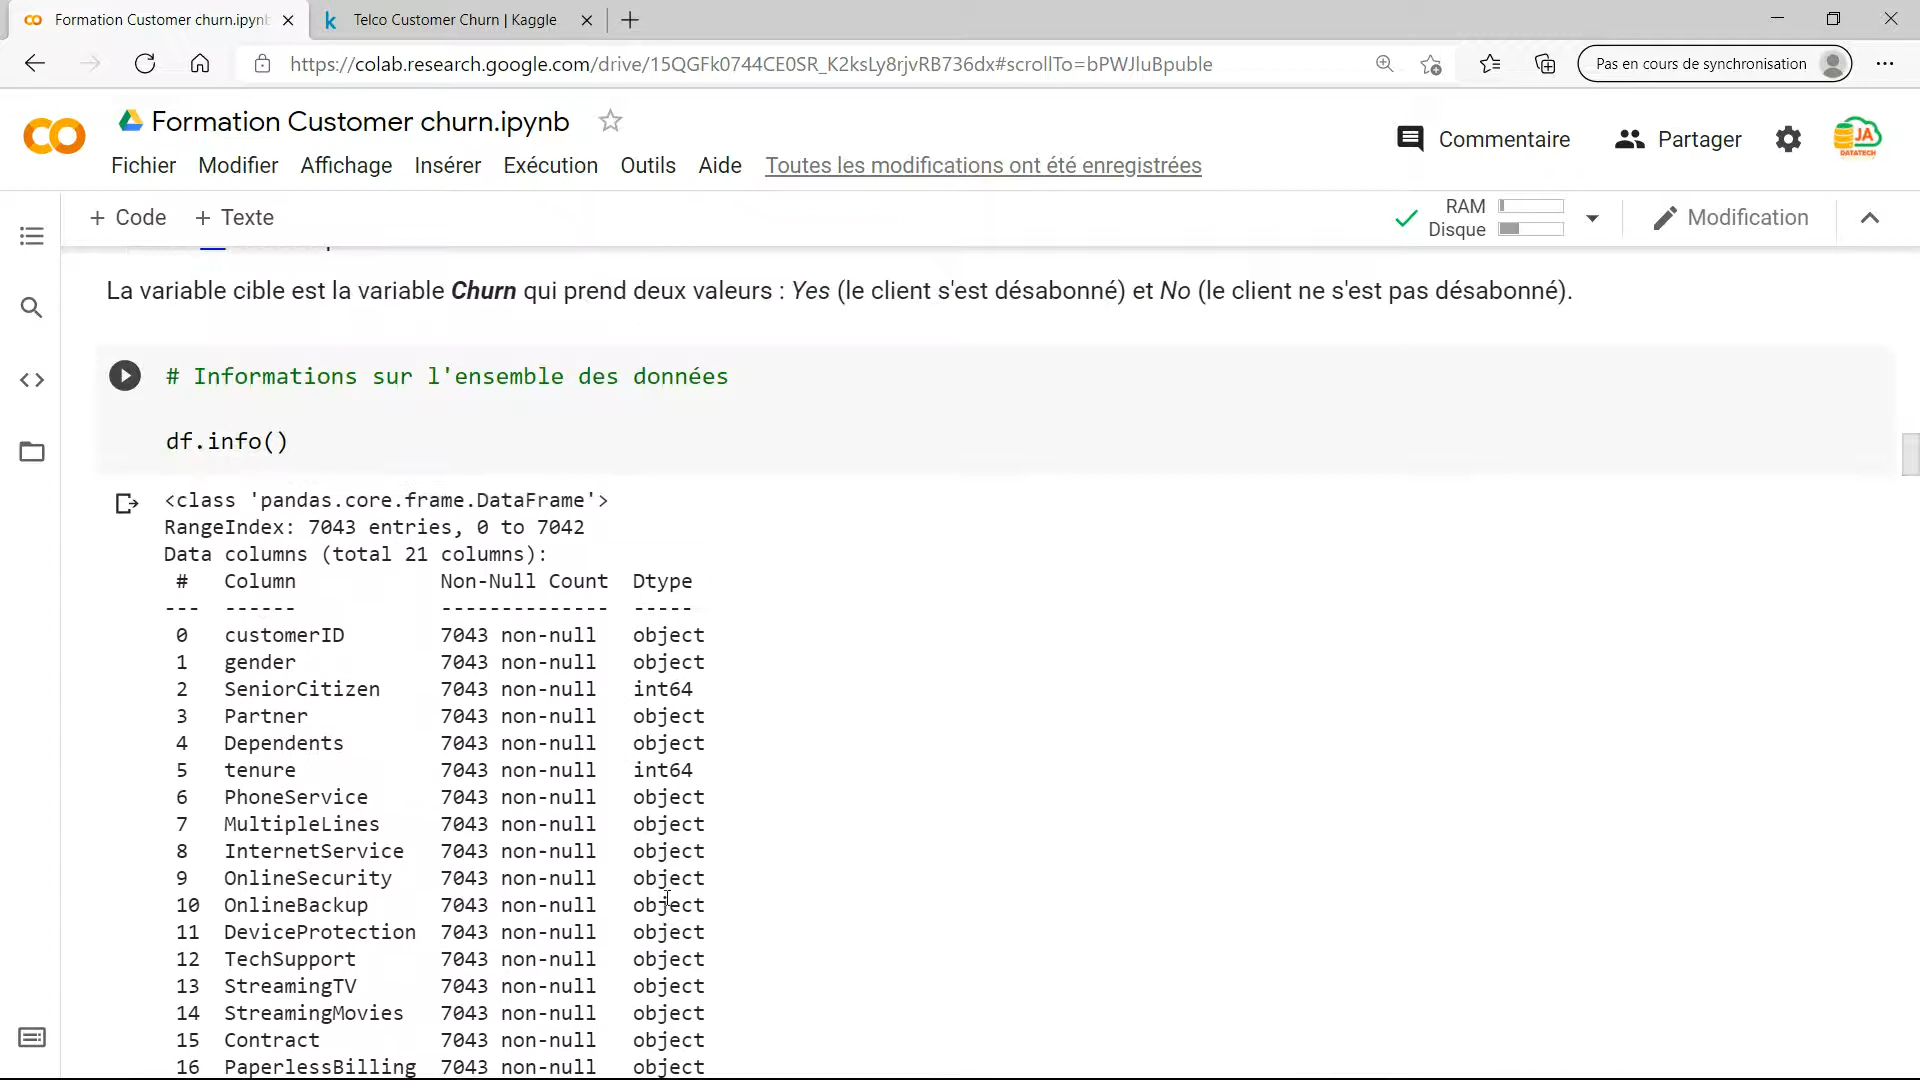 Formation Customer churn.ipynb
Telco Customer Churn | Kaggle
https://colab.research.google.com/drive/15QGFk0744CE0SR_K2ksLy8rjvRB736dx#scrollTo=bPWJluBpuble
Pas en cours de synchronisation
Formation Customer churn.ipynb
Commentaire
Partager
JA
DATATECH
Fichier Modifier Affichage Insérer Exécution Outils Aide Toutes les modifications ont été enregistrées
+ Code + Texte
RAM
Disque
Modification
La variable cible est la variable Churn qui prend deux valeurs : Yes (le client s'est désabonné) et No (le client ne s'est pas désabonné).
# Informations sur l'ensemble des données
df.info()
<class 'pandas.core.frame.DataFrame'>
RangeIndex: 7043 entries, 0 to 7042
Data columns (total 21 columns):
# Column Non-Null Count Dtype
--- ------ -------------- -----
0 customerID 7043 non-null object
1 gender 7043 non-null object
2 SeniorCitizen 7043 non-null int64
3 Partner 7043 non-null object
4 Dependents 7043 non-null object
5 tenure 7043 non-null int64
6 PhoneService 7043 non-null object
7 MultipleLines 7043 non-null object
8 InternetService 7043 non-null object
9 OnlineSecurity 7043 non-null object
10 OnlineBackup 7043 non-null object
11 DeviceProtection 7043 non-null object
12 TechSupport 7043 non-null object
13 StreamingTV 7043 non-null object
14 StreamingMovies 7043 non-null object
15 Contract 7043 non-null object
16 PaperlessBilling 7043 non-null object